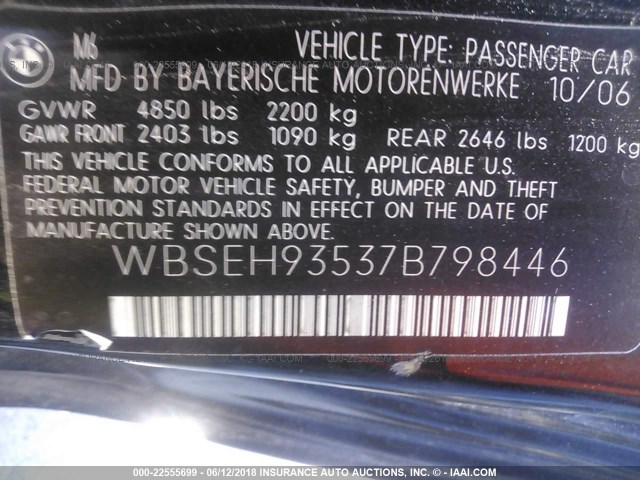 M6 VEHICLE TYPE: PASSENGER CAR
MFD BY BAYERISCHE MOTORENWERKE 10/06
GVWR 4850 lbs 2200 kg
GAWR FRONT 2403 lbs 1090 kg REAR 2646 lbs 1200 kg
THIS VEHICLE CONFORMS TO ALL APPLICABLE U.S.
FEDERAL MOTOR VEHICLE SAFETY, BUMPER AND THEFT
PREVENTION STANDARDS IN EFFECT ON THE DATE OF
MANUFACTURE SHOWN ABOVE.
WBSEH93537B798446
000-22555699 - 06/12/2018 INSURANCE AUTO AUCTIONS, INC. - © IAAI.COM